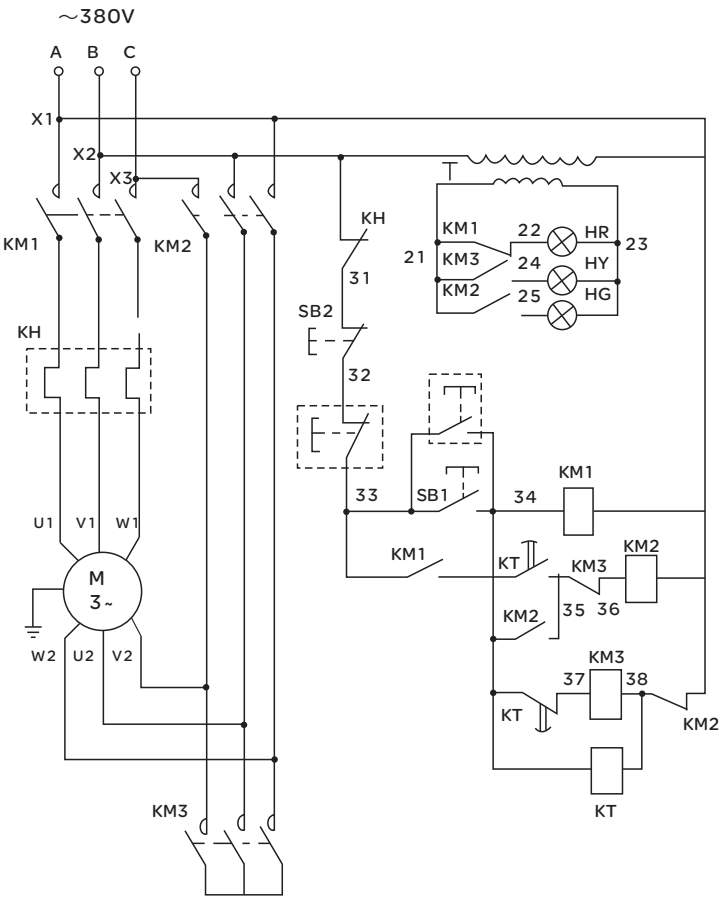 ～380V
A B C
X1
X2
X3
KM1
KM2
KH
KH
31
SB2
32
33
T
21
KM1
22
HR
23
KM3
24
HY
KM2
25
HG
SB1
34
KM1
KM1
KT
KM3
KM2
KM2
35
36
KM3
37
38
KT
KM2
KT
U1 V1 W1
M
3~
W2 U2 V2
KM3